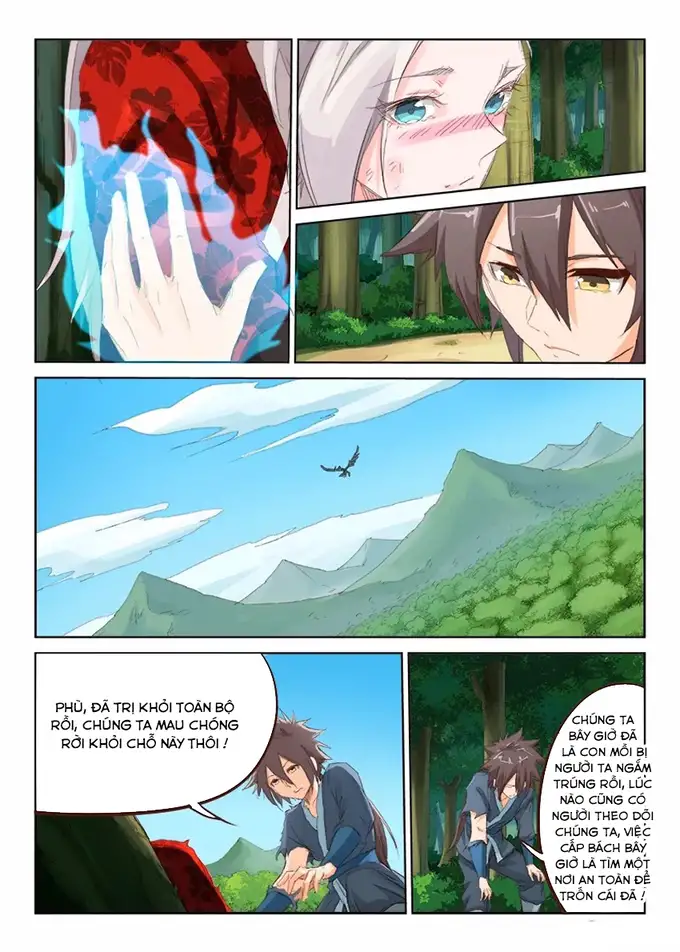 PHÙ, ĐÃ TRỊ KHỎI TOÀN BỘ
RỒI, CHÚNG TA MAU CHÓNG
RỜI KHỎI CHỖ NÀY THÔI !
CHÚNG TA
BÂY GIỜ ĐÃ
LÀ CON MỒI BỊ
NGƯỜI TA NGẮM
TRÚNG RỒI, LÚC
NÀO CŨNG CÓ
NGƯỜI THEO DÕI
CHÚNG TA, VIỆC
CẤP BÁCH BÂY
GIỜ LÀ TÌM MỘT
NƠI AN TOÀN ĐỂ
TRỐN CÁI ĐÃ !